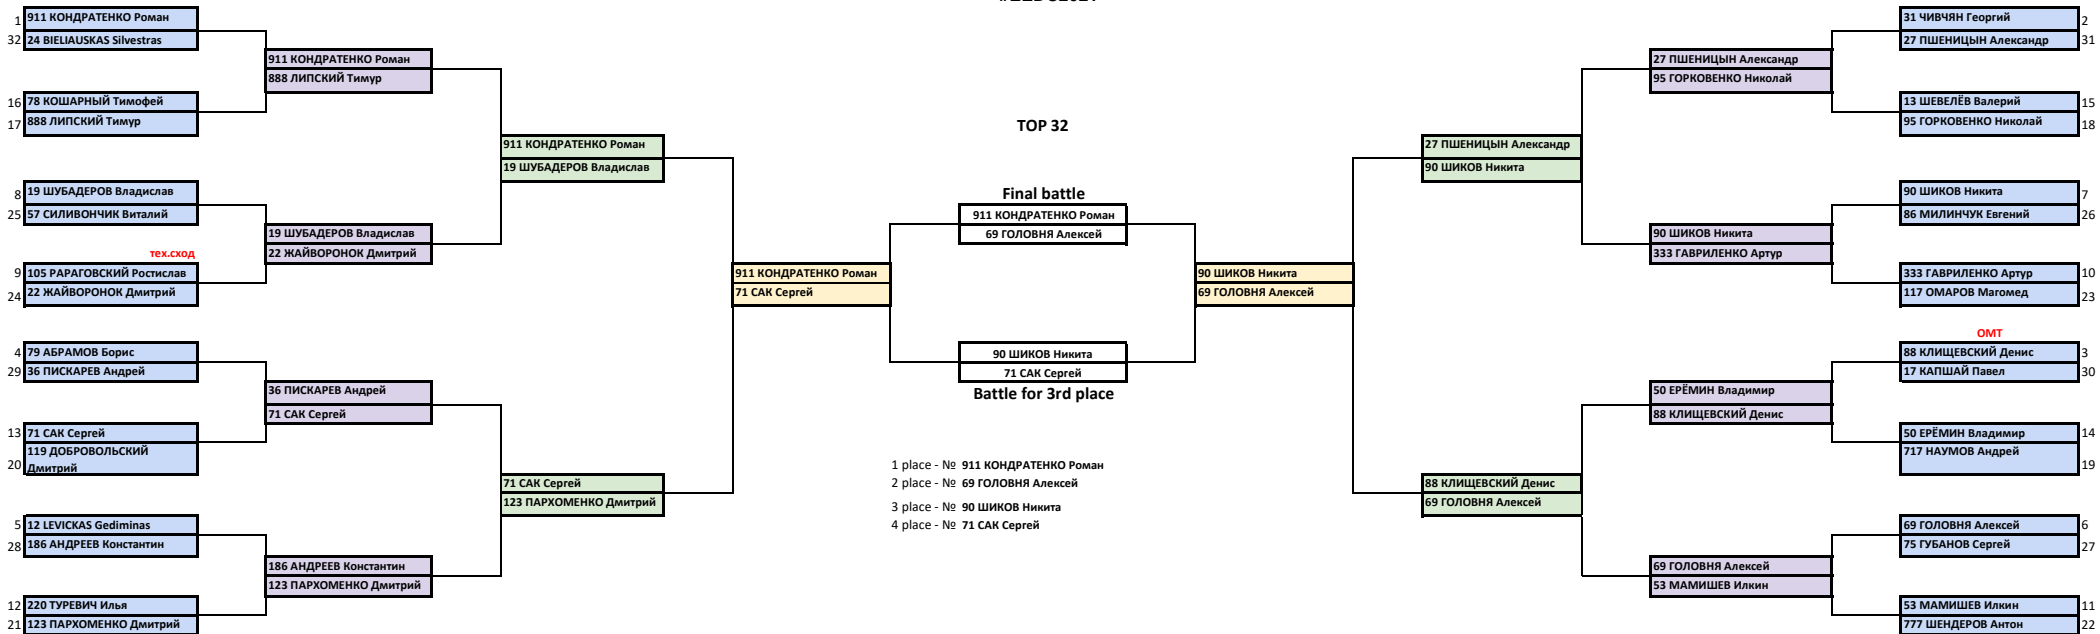 1 911 КОНДРАТЕНКО Роман
32 24 BIELIAUSKAS Silvestras
16 78 КОШАРНЫЙ Тимофей
17 888 ЛИПСКИЙ Тимур
8 19 ШУБАДЕРОВ Владислав
25 57 СИЛИВОНЧИК Виталий
тех.сход
9 105 РАРАГОВСКИЙ Ростислав
24 22 ЖАЙВОРОНОК Дмитрий
4 79 АБРАМОВ Борис
29 36 ПИСКАРЕВ Андрей
13 71 САК Сергей
119 ДОБРОВОЛЬСКИЙ
20 Дмитрий
5 12 LEVICKAS Gediminas
28 186 АНДРЕЕВ Константин
12 220 ТУРЕВИЧ Илья
21 123 ПАРХОМЕНКО Дмитрий
911 КОНДРАТЕНКО Роман
888 ЛИПСКИЙ Тимур
19 ШУБАДЕРОВ Владислав
22 ЖАЙВОРОНОК Дмитрий
36 ПИСКАРЕВ Андрей
71 САК Сергей
186 АНДРЕЕВ Константин
123 ПАРХОМЕНКО Дмитрий
911 КОНДРАТЕНКО Роман
19 ШУБАДЕРОВ Владислав
71 САК Сергей
123 ПАРХОМЕНКО Дмитрий
911 КОНДРАТЕНКО Роман
71 САК Сергей
TOP 32
Final battle
911 КОНДРАТЕНКО Роман
69 ГОЛОВНЯ Алексей
90 ШИКОВ Никита
71 САК Сергей
Battle for 3rd place
1 place - № 911 КОНДРАТЕНКО Роман
2 place - № 69 ГОЛОВНЯ Алексей
3 place - № 90 ШИКОВ Никита
4 place - № 71 САК Сергей
90 ШИКОВ Никита
69 ГОЛОВНЯ Алексей
27 ПШЕНИЦЫН Александр
90 ШИКОВ Никита
88 КЛИЩЕВСКИЙ Денис
69 ГОЛОВНЯ Алексей
27 ПШЕНИЦЫН Александр
95 ГОРКОВЕНКО Николай
90 ШИКОВ Никита
333 ГАВРИЛЕНКО Артур
50 ЕРЁМИН Владимир
88 КЛИЩЕВСКИЙ Денис
69 ГОЛОВНЯ Алексей
53 МАМИШЕВ Илкин
31 ЧИВЧЯН Георгий 2
27 ПШЕНИЦЫН Александр 31
13 ШЕВЕЛЁВ Валерий 15
95 ГОРКОВЕНКО Николай 18
90 ШИКОВ Никита 7
86 МИЛИНЧУК Евгений 26
333 ГАВРИЛЕНКО Артур 10
117 ОМАРОВ Магомед 23
ОМТ
88 КЛИЩЕВСКИЙ Денис 3
17 КАПШАЙ Павел 30
50 ЕРЁМИН Владимир 14
717 НАУМОВ Андрей 19
69 ГОЛОВНЯ Алексей 6
75 ГУБАНОВ Сергей 27
53 МАМИШЕВ Илкин 11
777 ШЕНДЕРОВ Антон 22